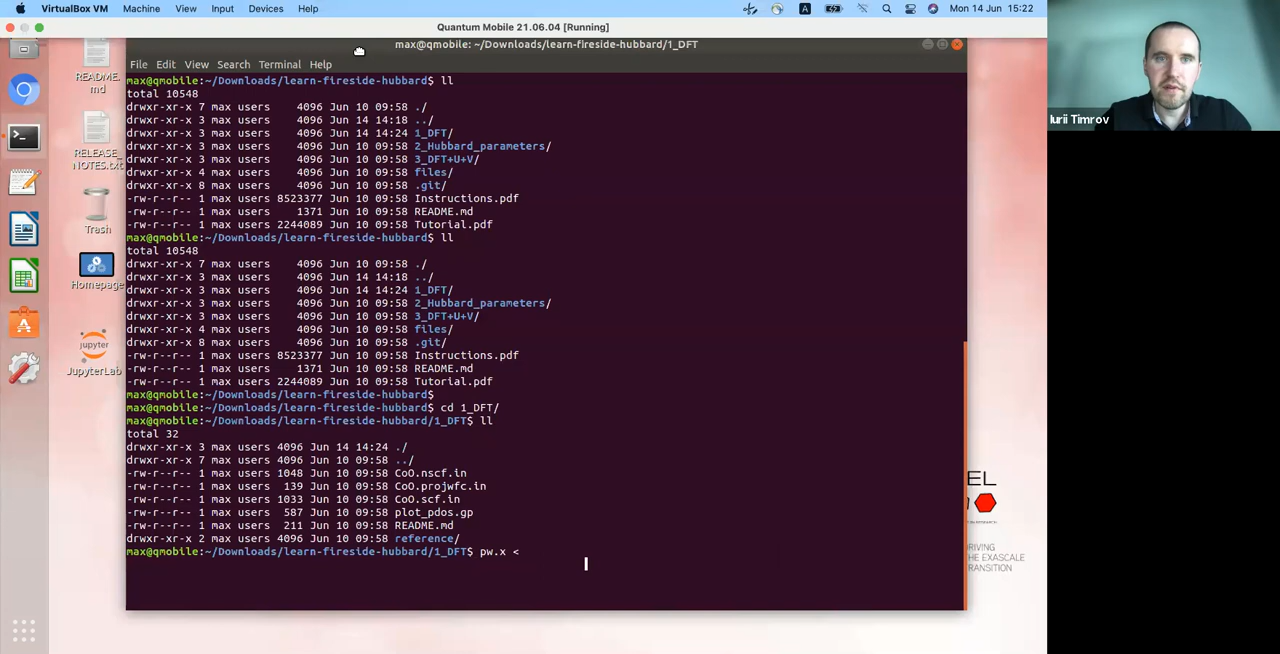 VirtualBox VM Machine View Input Devices Help
A
Mon 14 Jun 15:22
Quantum Mobile 21.06.04 [Running]
max@qmobile: ~/Downloads/learn-fireside-hubbard/1_DFT
File Edit View Search Terminal Help
max@qmobile:~/Downloads/learn-fireside-hubbard$ ll
total 10548
drwxr-xr-x 7 max users    4096 Jun 10 09:58 ./
drwxr-xr-x 3 max users    4096 Jun 14 14:18 ../
drwxr-xr-x 3 max users    4096 Jun 14 14:24 1_DFT/
drwxr-xr-x 3 max users    4096 Jun 10 09:58 2_Hubbard_parameters/
drwxr-xr-x 3 max users    4096 Jun 10 09:58 3_DFT+U+V/
drwxr-xr-x 4 max users    4096 Jun 10 09:58 files/
drwxr-xr-x 8 max users    4096 Jun 10 09:58 .git/
-rw-r--r-- 1 max users 8523377 Jun 10 09:58 Instructions.pdf
-rw-r--r-- 1 max users    1371 Jun 10 09:58 README.md
-rw-r--r-- 1 max users 2244089 Jun 10 09:58 Tutorial.pdf
max@qmobile:~/Downloads/learn-fireside-hubbard$ ll
total 10548
drwxr-xr-x 7 max users    4096 Jun 10 09:58 ./
drwxr-xr-x 3 max users    4096 Jun 14 14:18 ../
drwxr-xr-x 3 max users    4096 Jun 14 14:24 1_DFT/
drwxr-xr-x 3 max users    4096 Jun 10 09:58 2_Hubbard_parameters/
drwxr-xr-x 3 max users    4096 Jun 10 09:58 3_DFT+U+V/
drwxr-xr-x 4 max users    4096 Jun 10 09:58 files/
drwxr-xr-x 8 max users    4096 Jun 10 09:58 .git/
-rw-r--r-- 1 max users 8523377 Jun 10 09:58 Instructions.pdf
-rw-r--r-- 1 max users    1368 Jun 10 09:58 README.md
-rw-r--r-- 1 max users 2244089 Jun 10 09:58 Tutorial.pdf
max@qmobile:~/Downloads/learn-fireside-hubbard$
max@qmobile:~/Downloads/learn-fireside-hubbard$ cd 1_DFT/
max@qmobile:~/Downloads/learn-fireside-hubbard/1_DFT$ ll
total 32
drwxr-xr-x 3 max users 4096 Jun 14 14:24 ./
drwxr-xr-x 7 max users 4096 Jun 10 09:58 ../
-rw-r--r-- 1 max users 1048 Jun 10 09:58 CoO.nscf.in
-rw-r--r-- 1 max users  139 Jun 10 09:58 CoO.projwfc.in
-rw-r--r-- 1 max users 1033 Jun 10 09:58 CoO.scf.in
-rw-r--r-- 1 max users  587 Jun 10 09:58 plot_pdos.gp
-rw-r--r-- 1 max users  211 Jun 10 09:58 README.md
drwxr-xr-x 2 max users 4096 Jun 10 09:58 reference/
max@qmobile:~/Downloads/learn-fireside-hubbard/1_DFT$ pw.x <
README.
md
RELEASE_
NOTES.txt
Trash
Homepage
jupyter
JupyterLab
EL
RIVING
HE EXASCALE
TRANSITION
Iurii Timrov